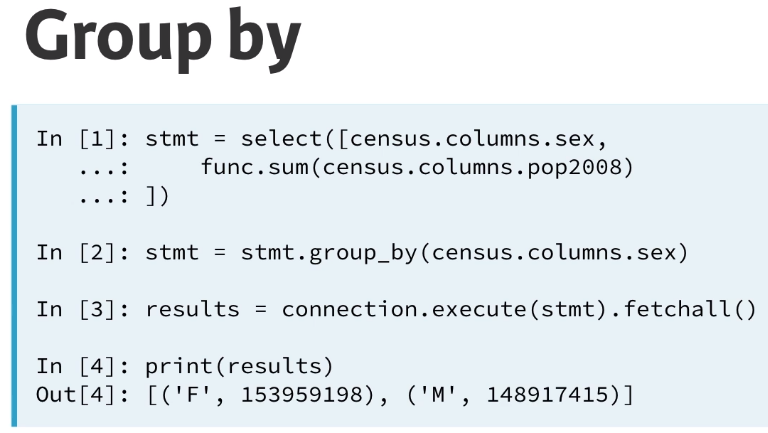 Group by
In [1]: stmt = select([census.columns.sex,
   ...:     func.sum(census.columns.pop2008)
   ...: ])
In [2]: stmt = stmt.group_by(census.columns.sex)
In [3]: results = connection.execute(stmt).fetchall()
In [4]: print(results)
Out[4]: [('F', 153959198), ('M', 148917415)]